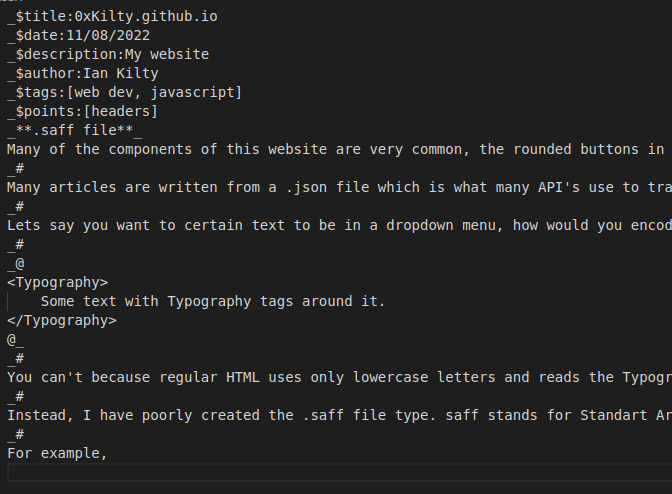 _$title:0xKilty.github.io
_$date:11/08/2022
_$description:My website
_$author:Ian Kilty
_$tags:[web dev, javascript]
_$points:[headers]
_**.saff file**_
Many of the components of this website are very common, the rounded buttons in
_#
Many articles are written from a .json file which is what many API's use to tra
_#
Lets say you want to certain text to be in a dropdown menu, how would you encod
_#
_@
<Typography>
    Some text with Typography tags around it.
</Typography>
@_
_#
You can't because regular HTML uses only lowercase letters and reads the Typogr
_#
Instead, I have poorly created the .saff file type. saff stands for Standart Ar
_#
For example,